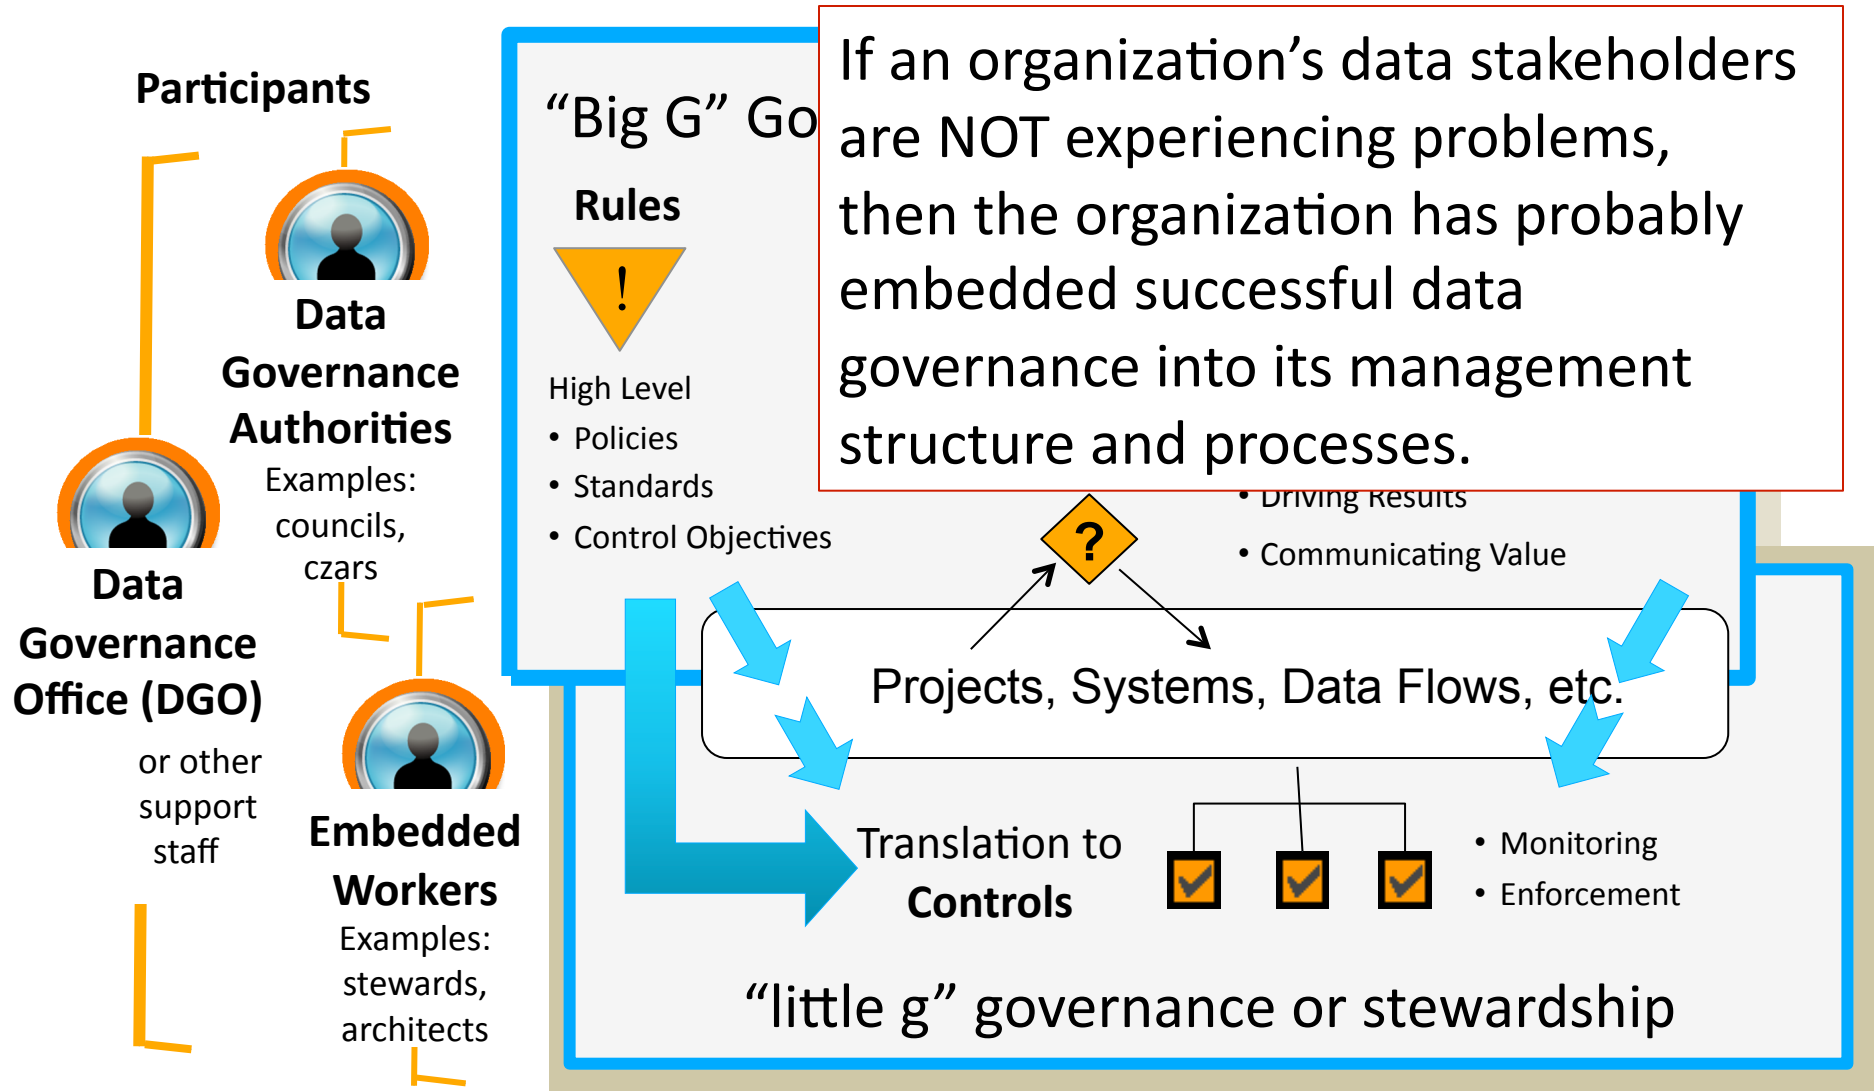 Participants
Data
Governance
Authorities
Examples:
councils,
czars
Data
Governance
Office (DGO)
or other
support
staff
Embedded
Workers
Examples:
stewards,
architects
“Big G” Go
Rules
!
High Level
• Policies
• Standards
• Control Objectives
If an organization’s data stakeholders
are NOT experiencing problems,
then the organization has probably
embedded successful data
governance into its management
structure and processes.
• Driving Results
• Communicating Value
?
Projects, Systems, Data Flows, etc.
Translation to
Controls
• Monitoring
• Enforcement
“little g” governance or stewardship